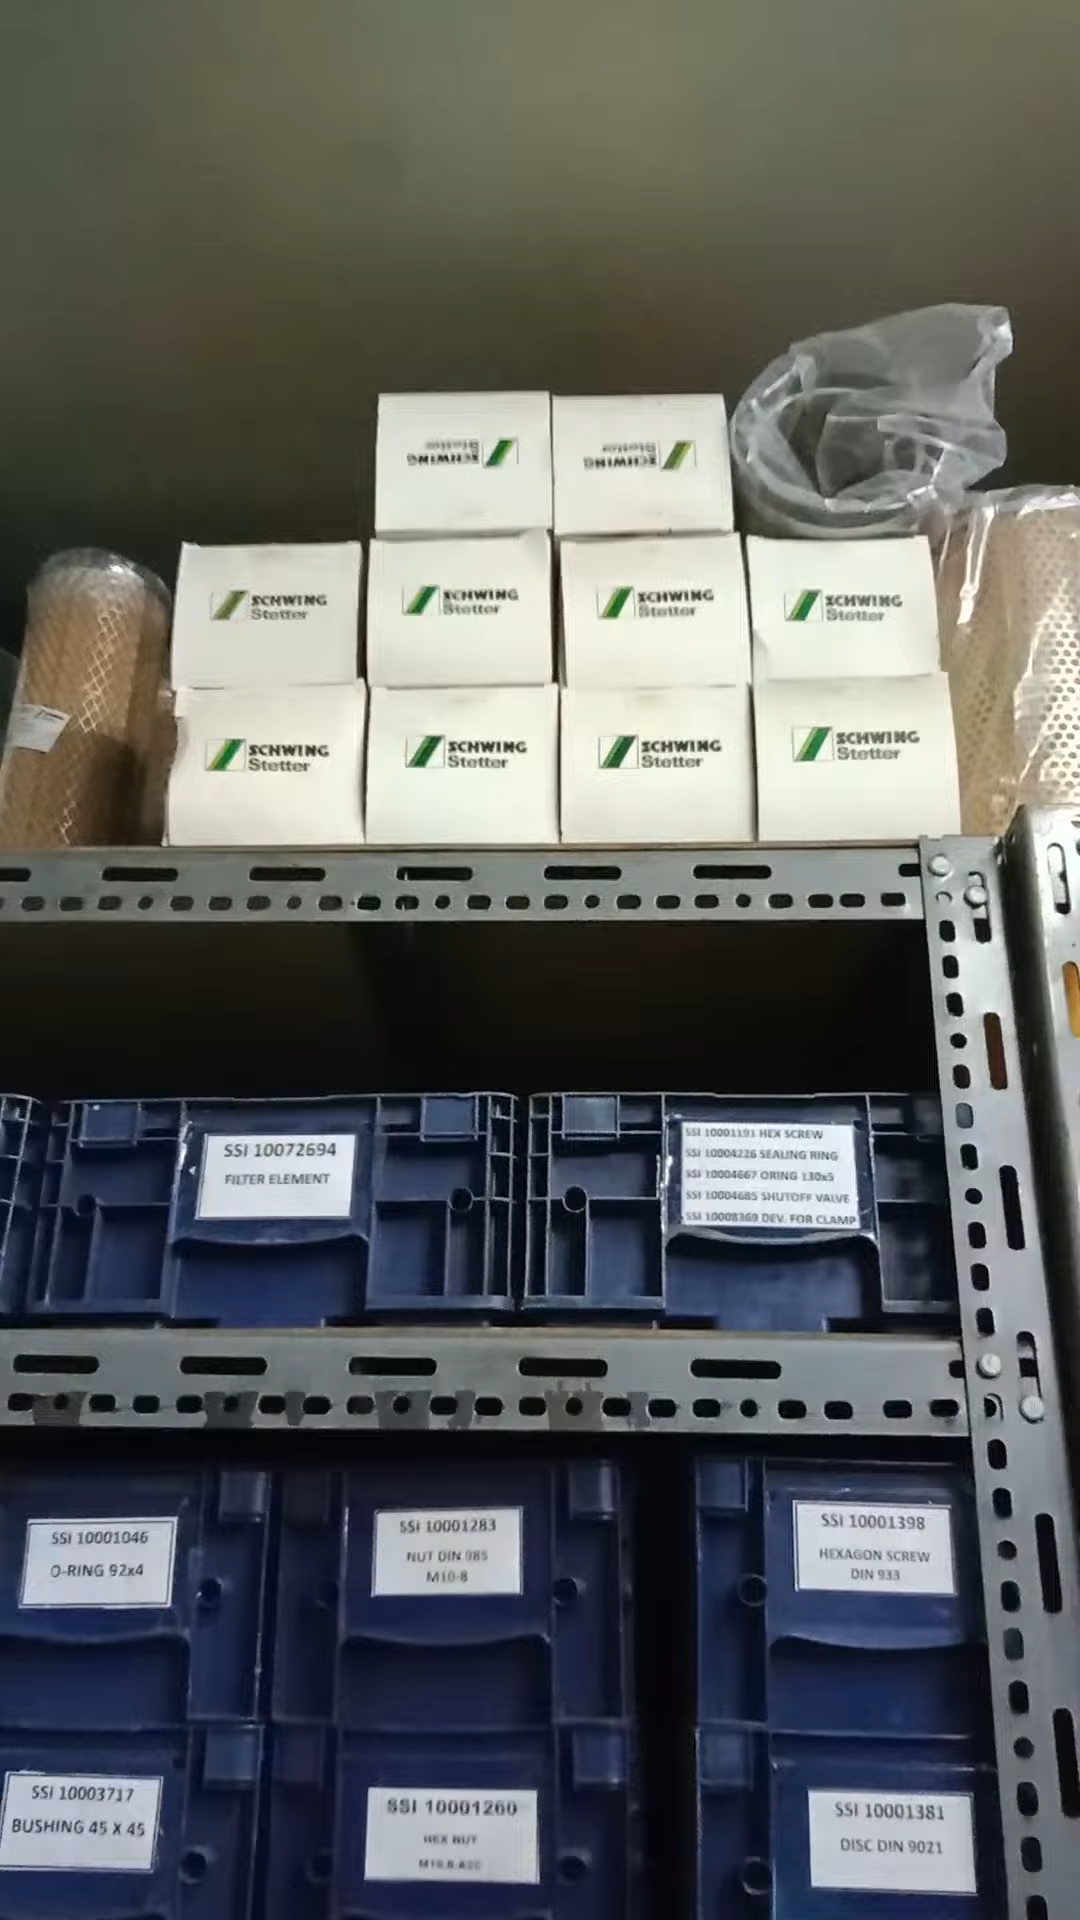 SCHWING
Stetter
SCHWING
Stetter
SCHWING
Stetter
SCHWING
Stetter
SCHWING
Stetter
SCHWING
Stetter
SCHWING
Stetter
SCHWING
Stetter
SCHWING
Stetter
SCHWING
Stetter
SSI 10072694
FILTER ELEMENT
SSI 10001191 HEX SCREW
SSI 10004226 SEALING RING
SSI 10004667 ORING 130x5
SSI 10004685 SHUTOFF VALVE
SSI 10008369 DEV. FOR CLAMP
SSI 10001046
O-RING 92x4
SSI 10001283
NUT DIN 985
M10-8
SSI 10001398
HEXAGON SCREW
DIN 933
SSI 10003717
BUSHING 45 X 45
SSI 10001260
HEX NUT
SSI 10001381
DISC DIN 9021